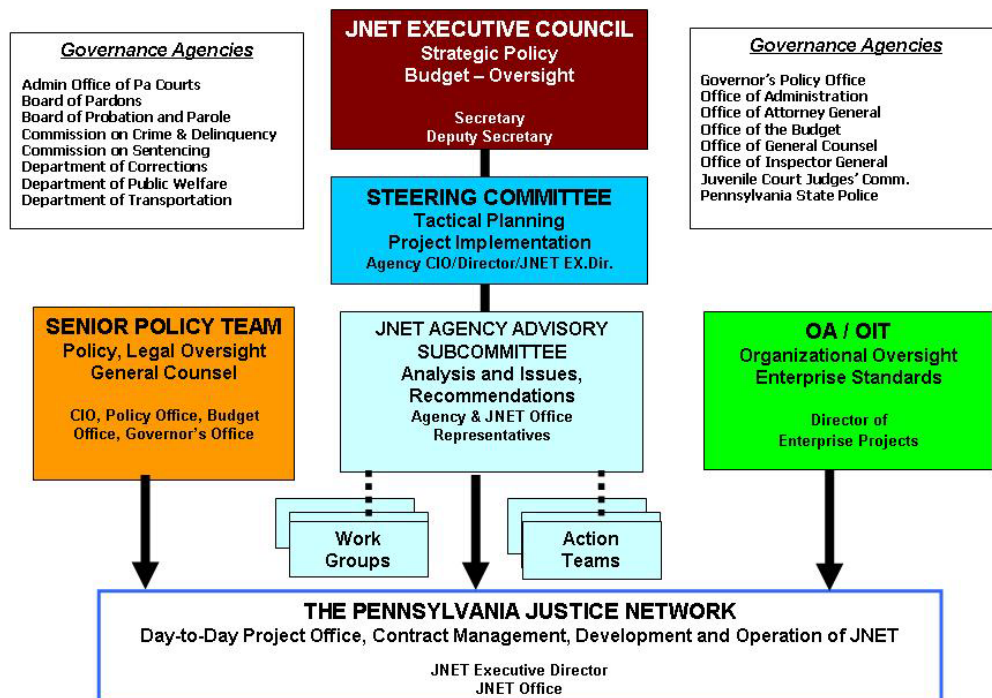 Governance Agencies
Admin Office of Pa Courts
Board of Pardons
Board of Probation and Parole
Commission on Crime & Delinquency
Commission on Sentencing
Department of Corrections
Department of Public Welfare
Department of Transportation
JNET EXECUTIVE COUNCIL
Strategic Policy
Budget – Oversight
Secretary
Deputy Secretary
Governance Agencies
Governor's Policy Office
Office of Administration
Office of Attorney General
Office of the Budget
Office of General Counsel
Office of Inspector General
Juvenile Court Judges' Comm.
Pennsylvania State Police
STEERING COMMITTEE
Tactical Planning
Project Implementation
Agency CIO/Director/JNET EX.Dir.
SENIOR POLICY TEAM
Policy, Legal Oversight
General Counsel
CIO, Policy Office, Budget
Office, Governor's Office
JNET AGENCY ADVISORY
SUBCOMMITTEE
Analysis and Issues,
Recommendations
Agency & JNET Office
Representatives
OA / OIT
Organizational Oversight
Enterprise Standards
Director of
Enterprise Projects
Work
Groups
Action
Teams
THE PENNSYLVANIA JUSTICE NETWORK
Day-to-Day Project Office, Contract Management, Development and Operation of JNET
JNET Executive Director
JNET Office